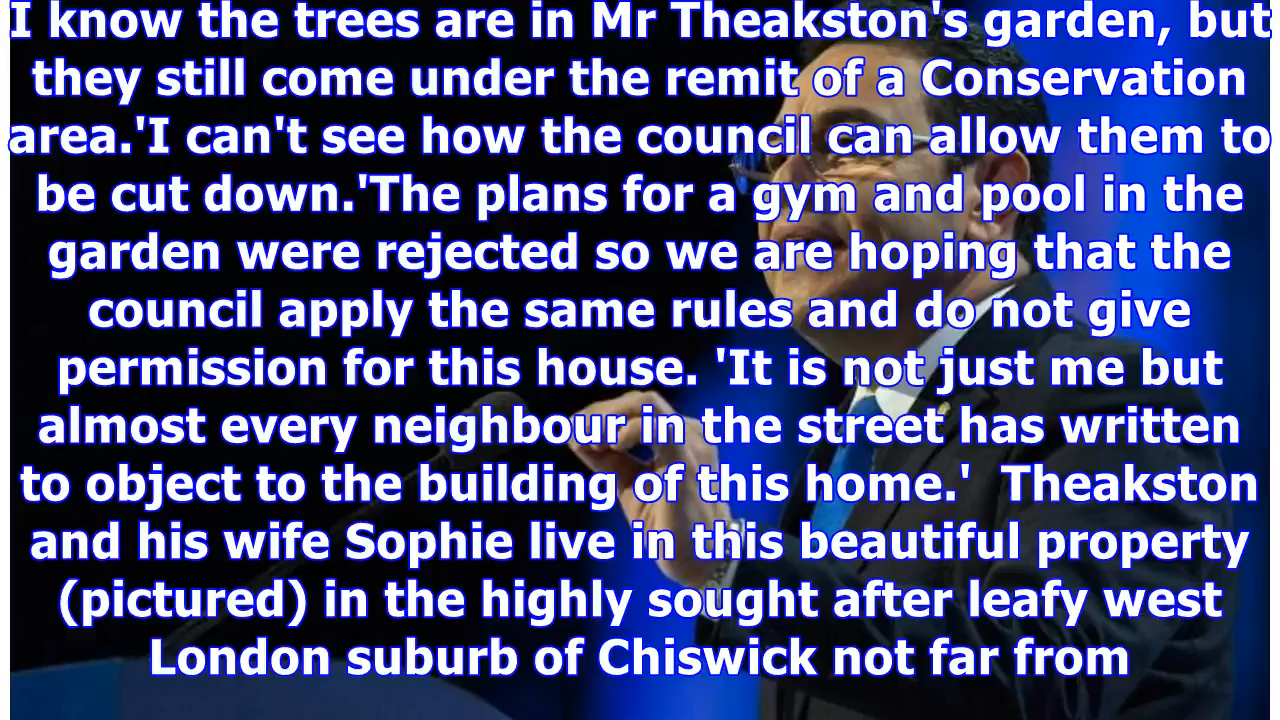 I know the trees are in Mr Theakston's garden, but
they still come under the remit of a Conservation
area.'I can't see how the council can allow them to
be cut down.'The plans for a gym and pool in the
garden were rejected so we are hoping that the
council apply the same rules and do not give
permission for this house. 'It is not just me but
almost every neighbour in the street has written
to object to the building of this home.'  Theakston
and his wife Sophie live in this beautiful property
(pictured) in the highly sought after leafy west
London suburb of Chiswick not far from